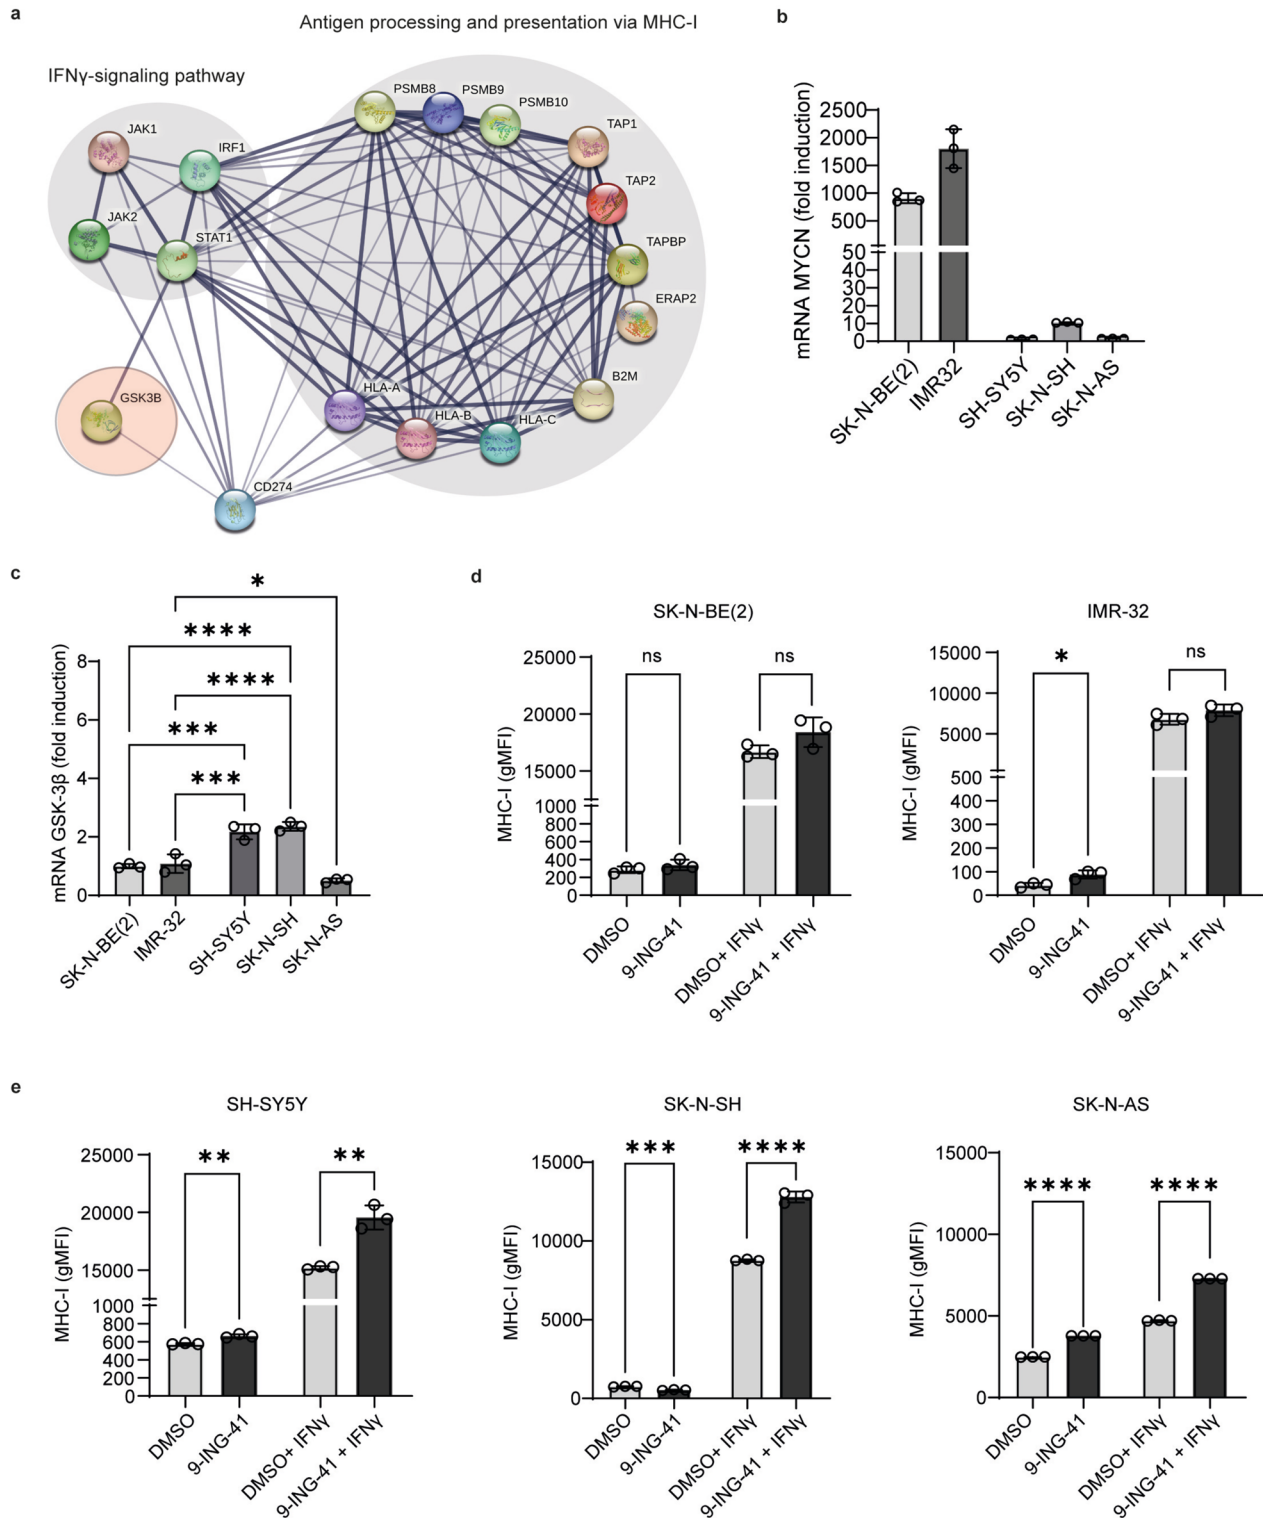 a
Antigen processing and presentation via MHC-I
IFNγ-signaling pathway
PSMB8
PSMB9
PSMB10
JAK1
IRF1
TAP1
TAP2
JAK2
STAT1
TAPBP
ERAP2
B2M
GSK3B
HLA-A
HLA-B
HLA-C
CD274
b
mRNA MYCN (fold induction)
2500
2000
1500
1000
500
50
40
30
20
10
0
SK-N-BE(2)
IMR32
SH-SY5Y
SK-N-SH
SK-N-AS
c
mRNA GSK-3β (fold induction)
8
6
4
2
0
*
****
****
***
***
SK-N-BE(2)
IMR-32
SH-SY5Y
SK-N-SH
SK-N-AS
d
SK-N-BE(2)
MHC-I (gMFI)
25000
20000
15000
1000
800
600
400
200
0
ns
ns
DMSO
9-ING-41
DMSO+ IFNγ
9-ING-41 + IFNγ
IMR-32
MHC-I (gMFI)
15000
10000
5000
500
400
300
200
100
0
*
ns
DMSO
9-ING-41
DMSO+ IFNγ
9-ING-41 + IFNγ
e
SH-SY5Y
MHC-I (gMFI)
25000
20000
15000
1000
800
600
400
200
0
**
**
DMSO
9-ING-41
DMSO+ IFNγ
9-ING-41 + IFNγ
SK-N-SH
MHC-I (gMFI)
15000
10000
5000
0
***
****
DMSO
9-ING-41
DMSO+ IFNγ
9-ING-41 + IFNγ
SK-N-AS
MHC-I (gMFI)
15000
10000
5000
0
****
****
DMSO
9-ING-41
DMSO+ IFNγ
9-ING-41 + IFNγ